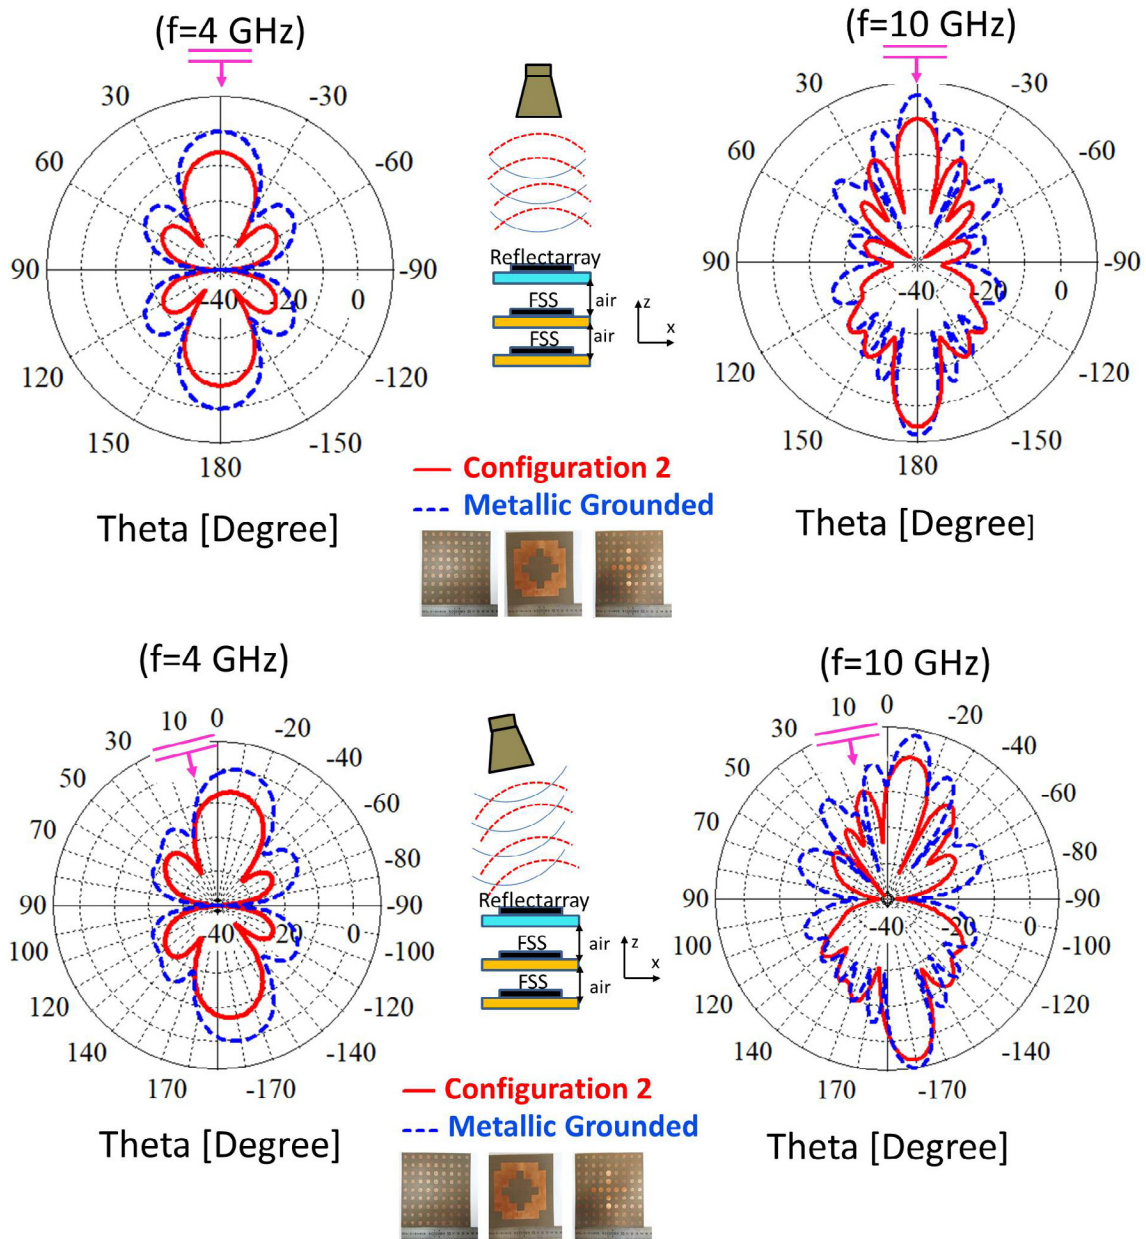 (f=4 GHz)
(f=10 GHz)
30
-30
60
-60
90
-90
-40
-20
0
120
-120
150
-150
180
Theta [Degree]
Reflectarray
FSS
air
FSS
air
z
x
30
-30
60
-60
90
-90
-40
-20
0
120
-120
150
-150
180
Theta [Degree]
Configuration 2
Metallic Grounded
(f=4 GHz)
(f=10 GHz)
10
0
-20
30
-40
50
-60
70
-80
90
-90
-40
-20
0
100
-100
120
-120
140
-140
170
-170
Theta [Degree]
Reflectarray
FSS
air
FSS
air
z
x
10
0
-20
30
-40
50
-60
70
-80
90
-90
-40
-20
0
100
-100
120
-120
140
-140
170
-170
Theta [Degree]
Configuration 2
Metallic Grounded